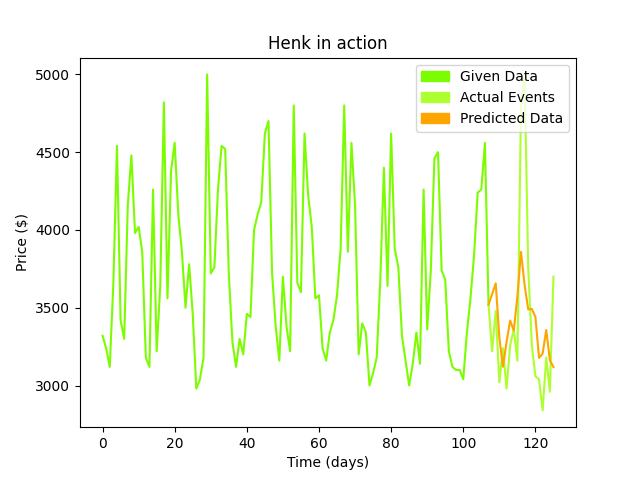 Henk in action
Given Data
Actual Events
Predicted Data
Price ($)
5000
4500
4000
3500
3000
0 20 40 60 80 100 120
Time (days)